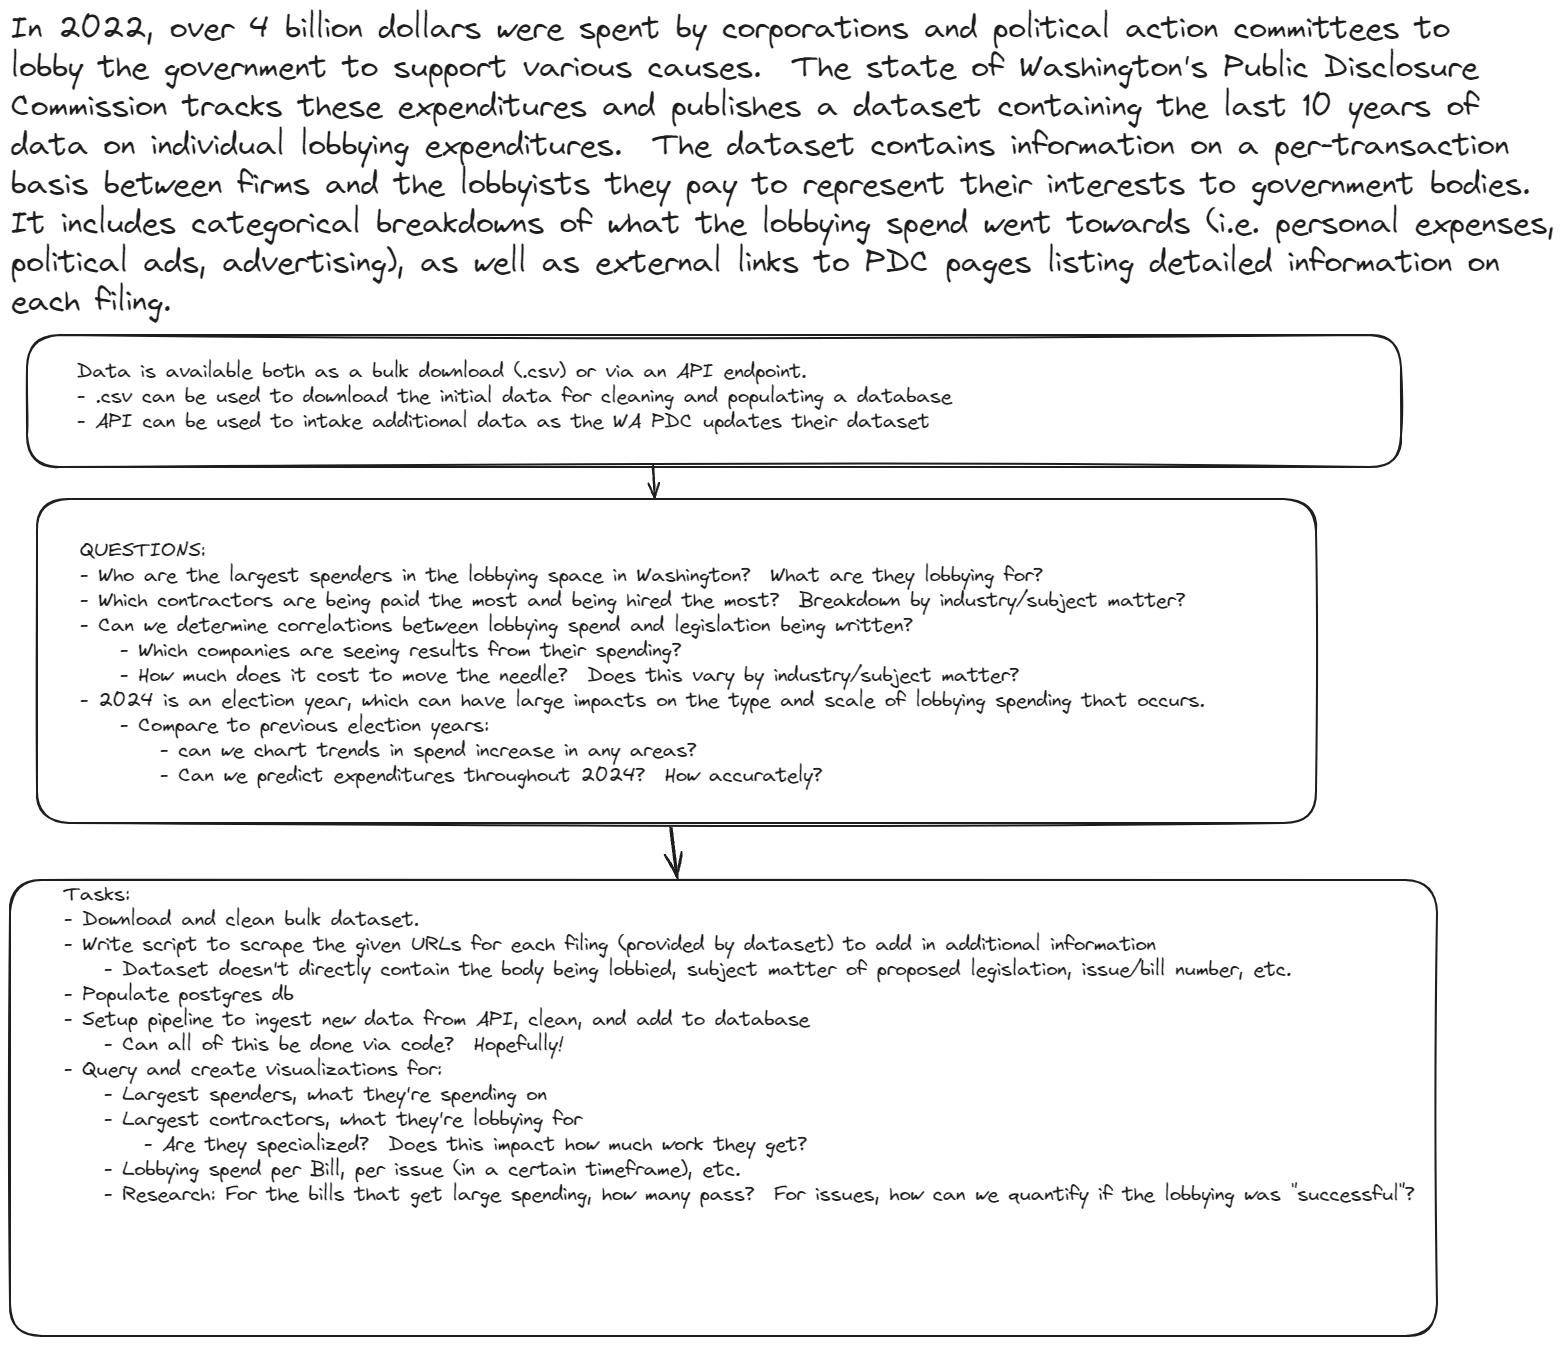 In 2022, over 4 billion dollars were spent by corporations and political action committees to
lobby the government to support various causes.  The state of Washington's Public Disclosure
Commission tracks these expenditures and publishes a dataset containing the last 10 years of
data on individual lobbying expenditures.  The dataset contains information on a per-transaction
basis between firms and the lobbyists they pay to represent their interests to government bodies.
It includes categorical breakdowns of what the lobbying spend went towards (i.e. personal expenses,
political ads, advertising), as well as external links to PDC pages listing detailed information on
each filing.
Data is available both as a bulk download (.csv) or via an API endpoint.
- .csv can be used to download the initial data for cleaning and populating a database
- API can be used to intake additional data as the WA PDC updates their dataset
QUESTIONS:
- Who are the largest spenders in the lobbying space in Washington?  What are they lobbying for?
- Which contractors are being paid the most and being hired the most?  Breakdown by industry/subject matter?
- Can we determine correlations between lobbying spend and legislation being written?
- Which companies are seeing results from their spending?
- How much does it cost to move the needle?  Does this vary by industry/subject matter?
- 2024 is an election year, which can have large impacts on the type and scale of lobbying spending that occurs.
- Compare to previous election years:
- can we chart trends in spend increase in any areas?
- Can we predict expenditures throughout 2024?  How accurately?
Tasks:
- Download and clean bulk dataset.
- Write script to scrape the given URLs for each filing (provided by dataset) to add in additional information
- Dataset doesn't directly contain the body being lobbied, subject matter of proposed legislation, issue/bill number, etc.
- Populate postgres db
- Setup pipeline to ingest new data from API, clean, and add to database
- Can all of this be done via code?  Hopefully!
- Query and create visualizations for:
- Largest spenders, what they're spending on
- Largest contractors, what they're lobbying for
- Are they specialized?  Does this impact how much work they get?
- Lobbying spend per Bill, per issue (in a certain timeframe), etc.
- Research: For the bills that get large spending, how many pass?  For issues, how can we quantify if the lobbying was "successful"?